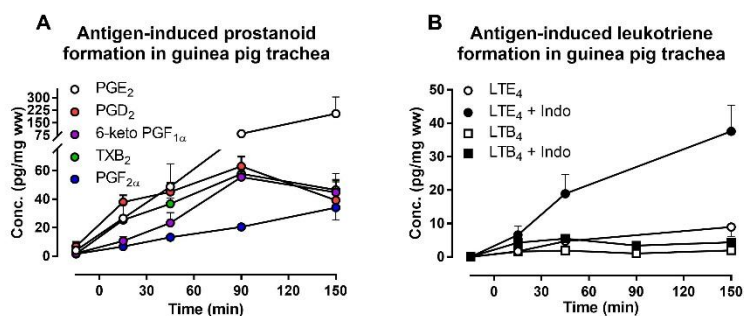 A
Antigen-induced prostanoid
formation in guinea pig trachea
Conc. (pg/mg ww)
300
225
150
75
60
40
20
0
PGE₂
PGD₂
6-keto PGF₁α
TXB₂
PGF₂α
0 30 60 90 120 150
Time (min)
B
Antigen-induced leukotriene
formation in guinea pig trachea
Conc. (pg/mg ww)
50
40
30
20
10
0
LTE₄
LTE₄ + Indo
LTB₄
LTB₄ + Indo
0 30 60 90 120 150
Time (min)